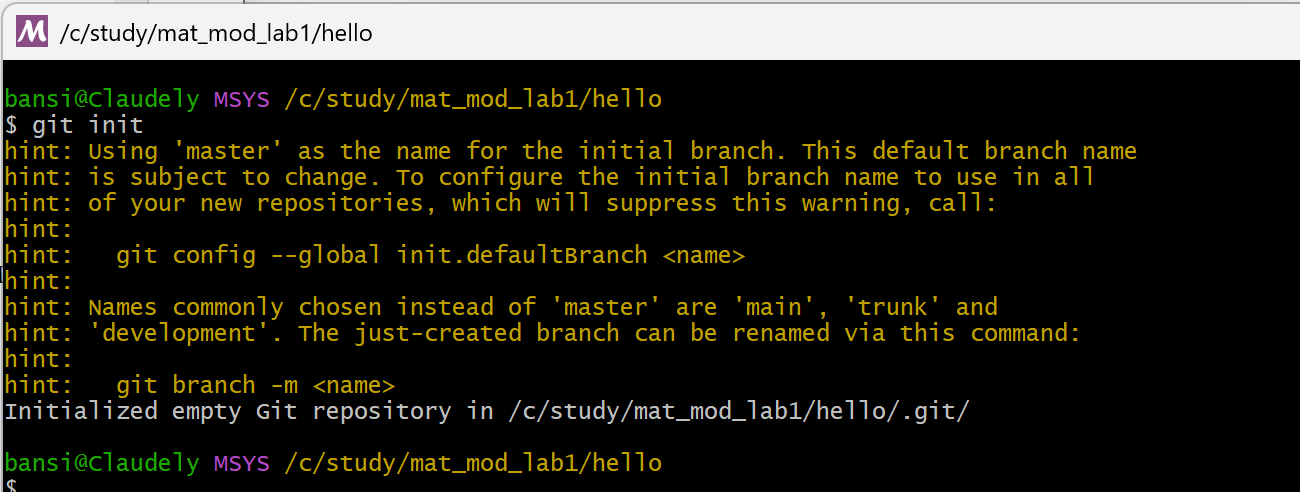 /c/study/mat_mod_lab1/hello
bansi@Claudely MSYS /c/study/mat_mod_lab1/hello
$ git init
hint: Using 'master' as the name for the initial branch. This default branch name
hint: is subject to change. To configure the initial branch name to use in all
hint: of your new repositories, which will suppress this warning, call:
hint:
hint:   git config --global init.defaultBranch <name>
hint:
hint: Names commonly chosen instead of 'master' are 'main', 'trunk' and
hint: 'development'. The just-created branch can be renamed via this command:
hint:
hint:   git branch -m <name>
Initialized empty Git repository in /c/study/mat_mod_lab1/hello/.git/
bansi@Claudely MSYS /c/study/mat_mod_lab1/hello
$